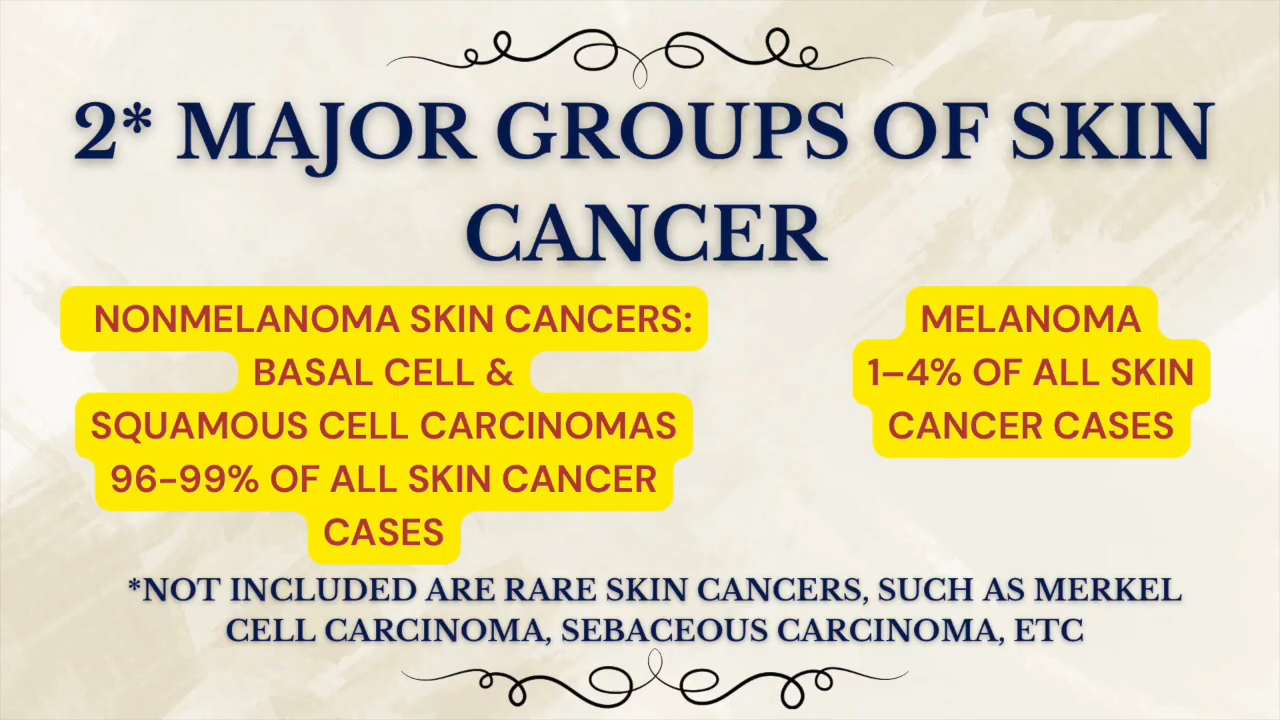 2* MAJOR GROUPS OF SKIN
CANCER
NONMELANOMA SKIN CANCERS:
BASAL CELL &
SQUAMOUS CELL CARCINOMAS
96-99% OF ALL SKIN CANCER
CASES
MELANOMA
1–4% OF ALL SKIN
CANCER CASES
*NOT INCLUDED ARE RARE SKIN CANCERS, SUCH AS MERKEL
CELL CARCINOMA, SEBACEOUS CARCINOMA, ETC